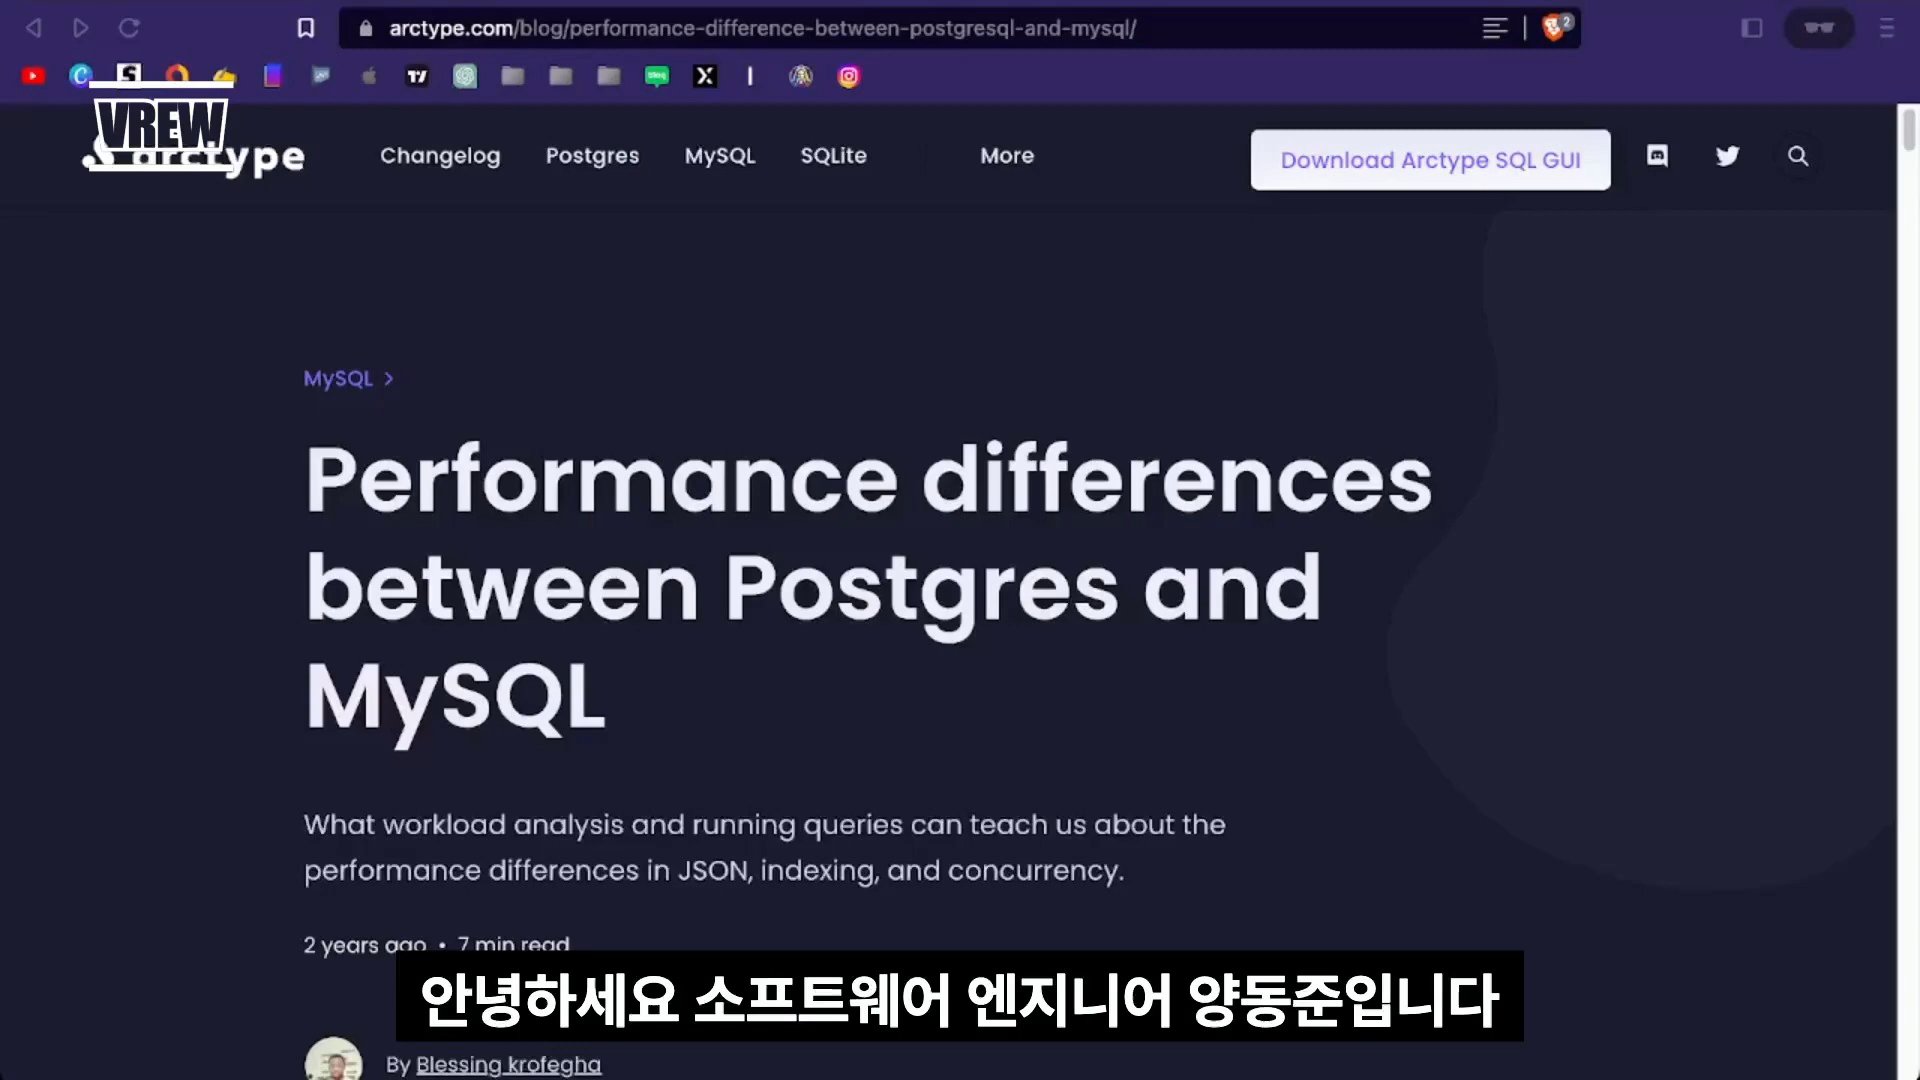 arctype.com/blog/performance-difference-between-postgresql-and-mysql/
2
VREW
arctype
Changelog
Postgres
MySQL
SQLite
More
Download Arctype SQL GUI
MySQL >
Performance differences
between Postgres and
MySQL
What workload analysis and running queries can teach us about the
performance differences in JSON, indexing, and concurrency.
2 years ago • 7 min read
안녕하세요 소프트웨어 엔지니어 양동준입니다
By Blessing krofegha